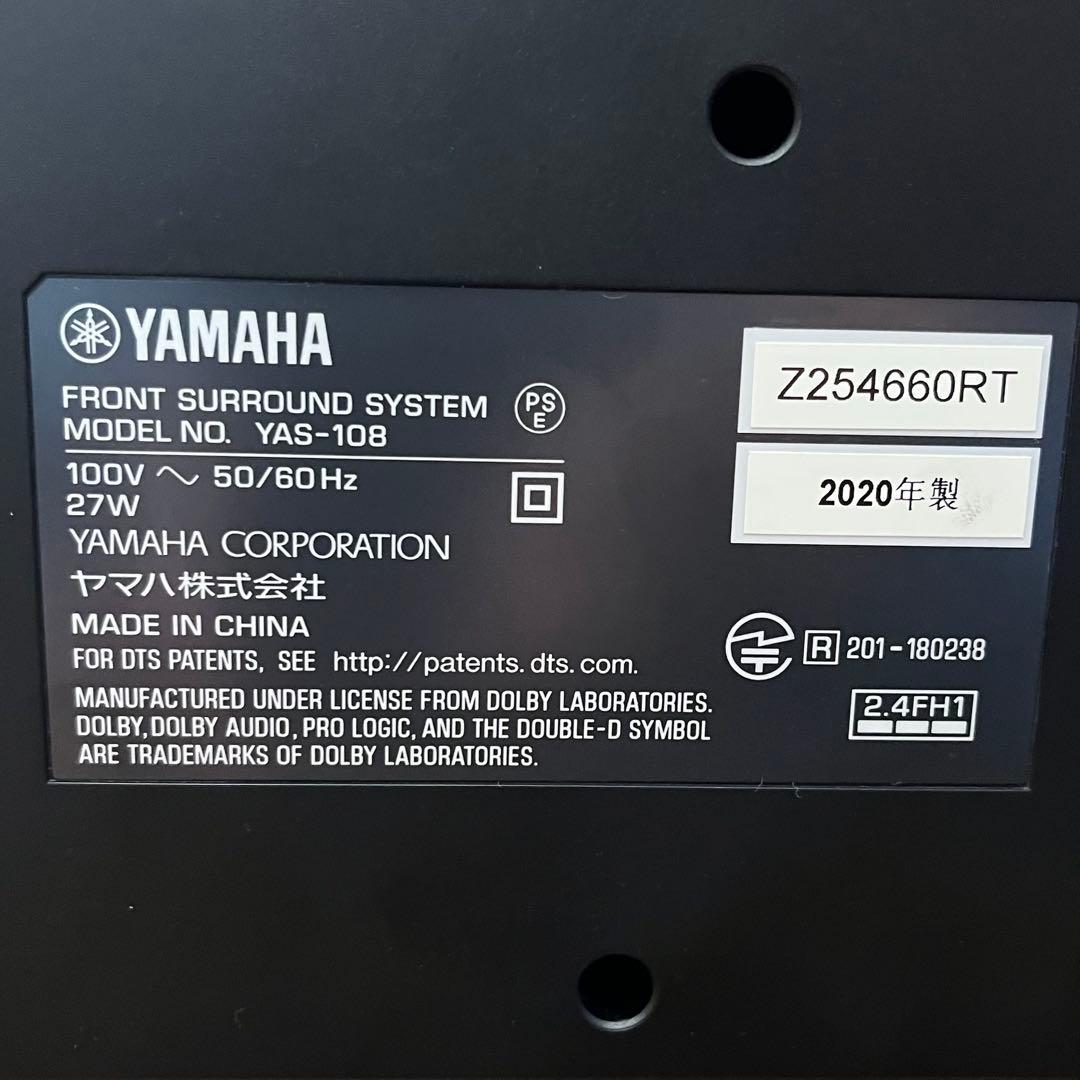 YAMAHA
FRONT SURROUND SYSTEM
MODEL NO. YAS-108
PS
E
100V ~ 50/60Hz
27W
YAMAHA CORPORATION
ヤマハ株式会社
MADE IN CHINA
FOR DTS PATENTS, SEE http://patents.dts.com.
MANUFACTURED UNDER LICENSE FROM DOLBY LABORATORIES.
DOLBY, DOLBY AUDIO, PRO LOGIC, AND THE DOUBLE-D SYMBOL
ARE TRADEMARKS OF DOLBY LABORATORIES.
Z254660RT
2020年製
R 201-180238
2.4FH1